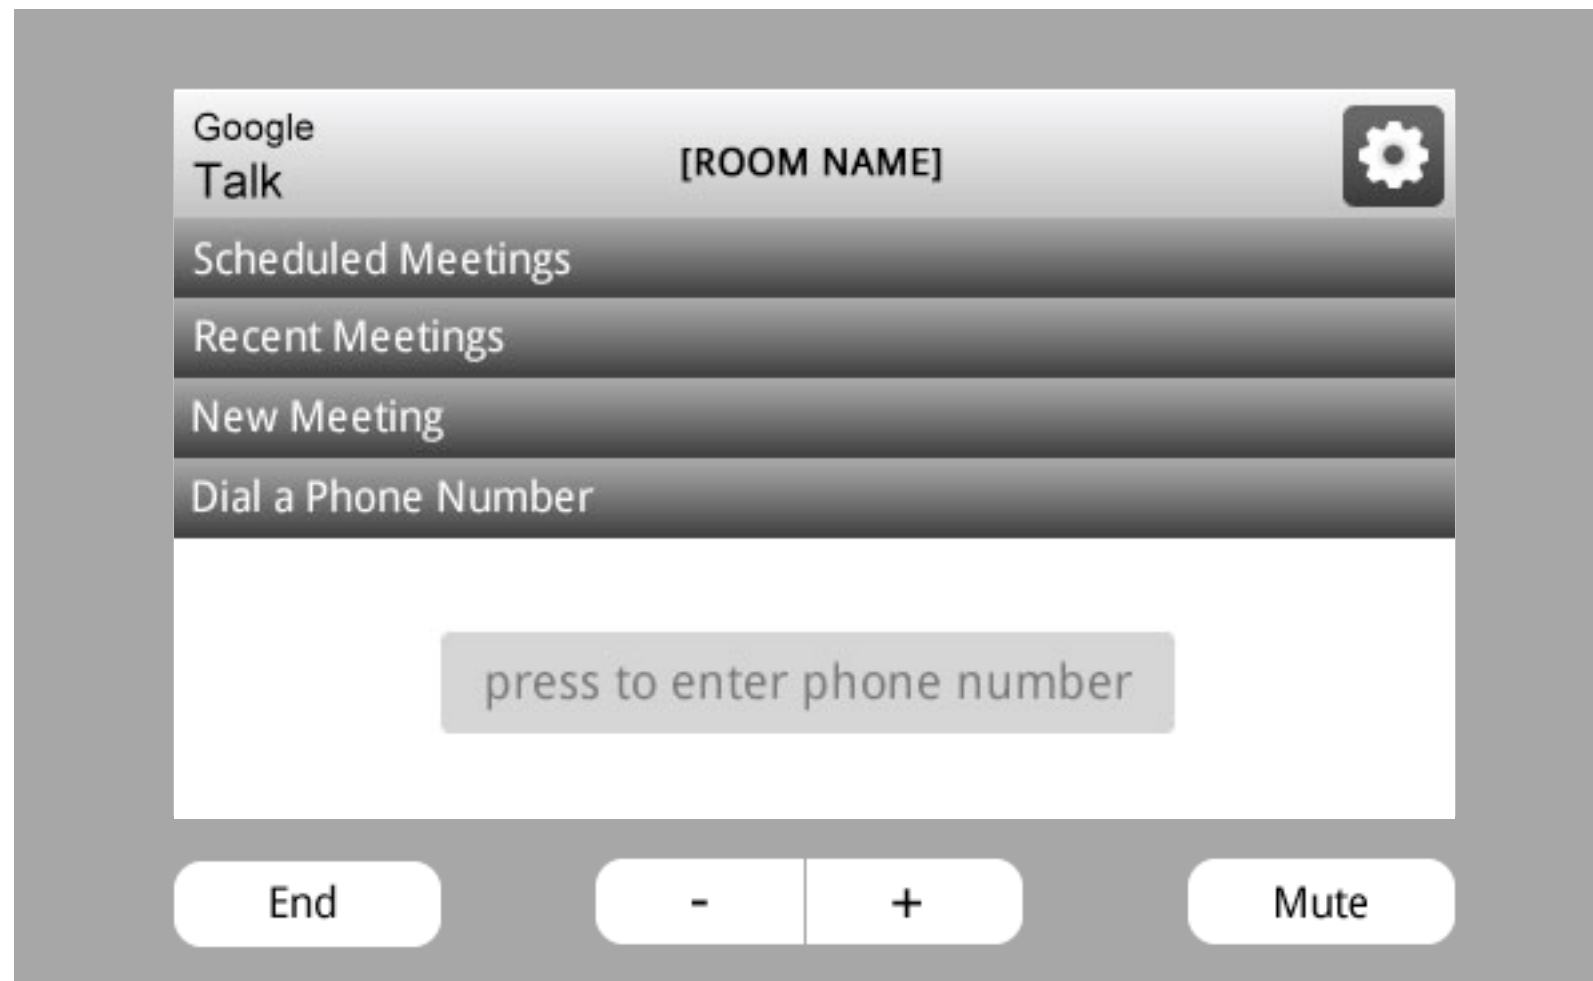 Google
Talk
[ROOM NAME]
Scheduled Meetings
Recent Meetings
New Meeting
Dial a Phone Number
press to enter phone number
End
-
+
Mute